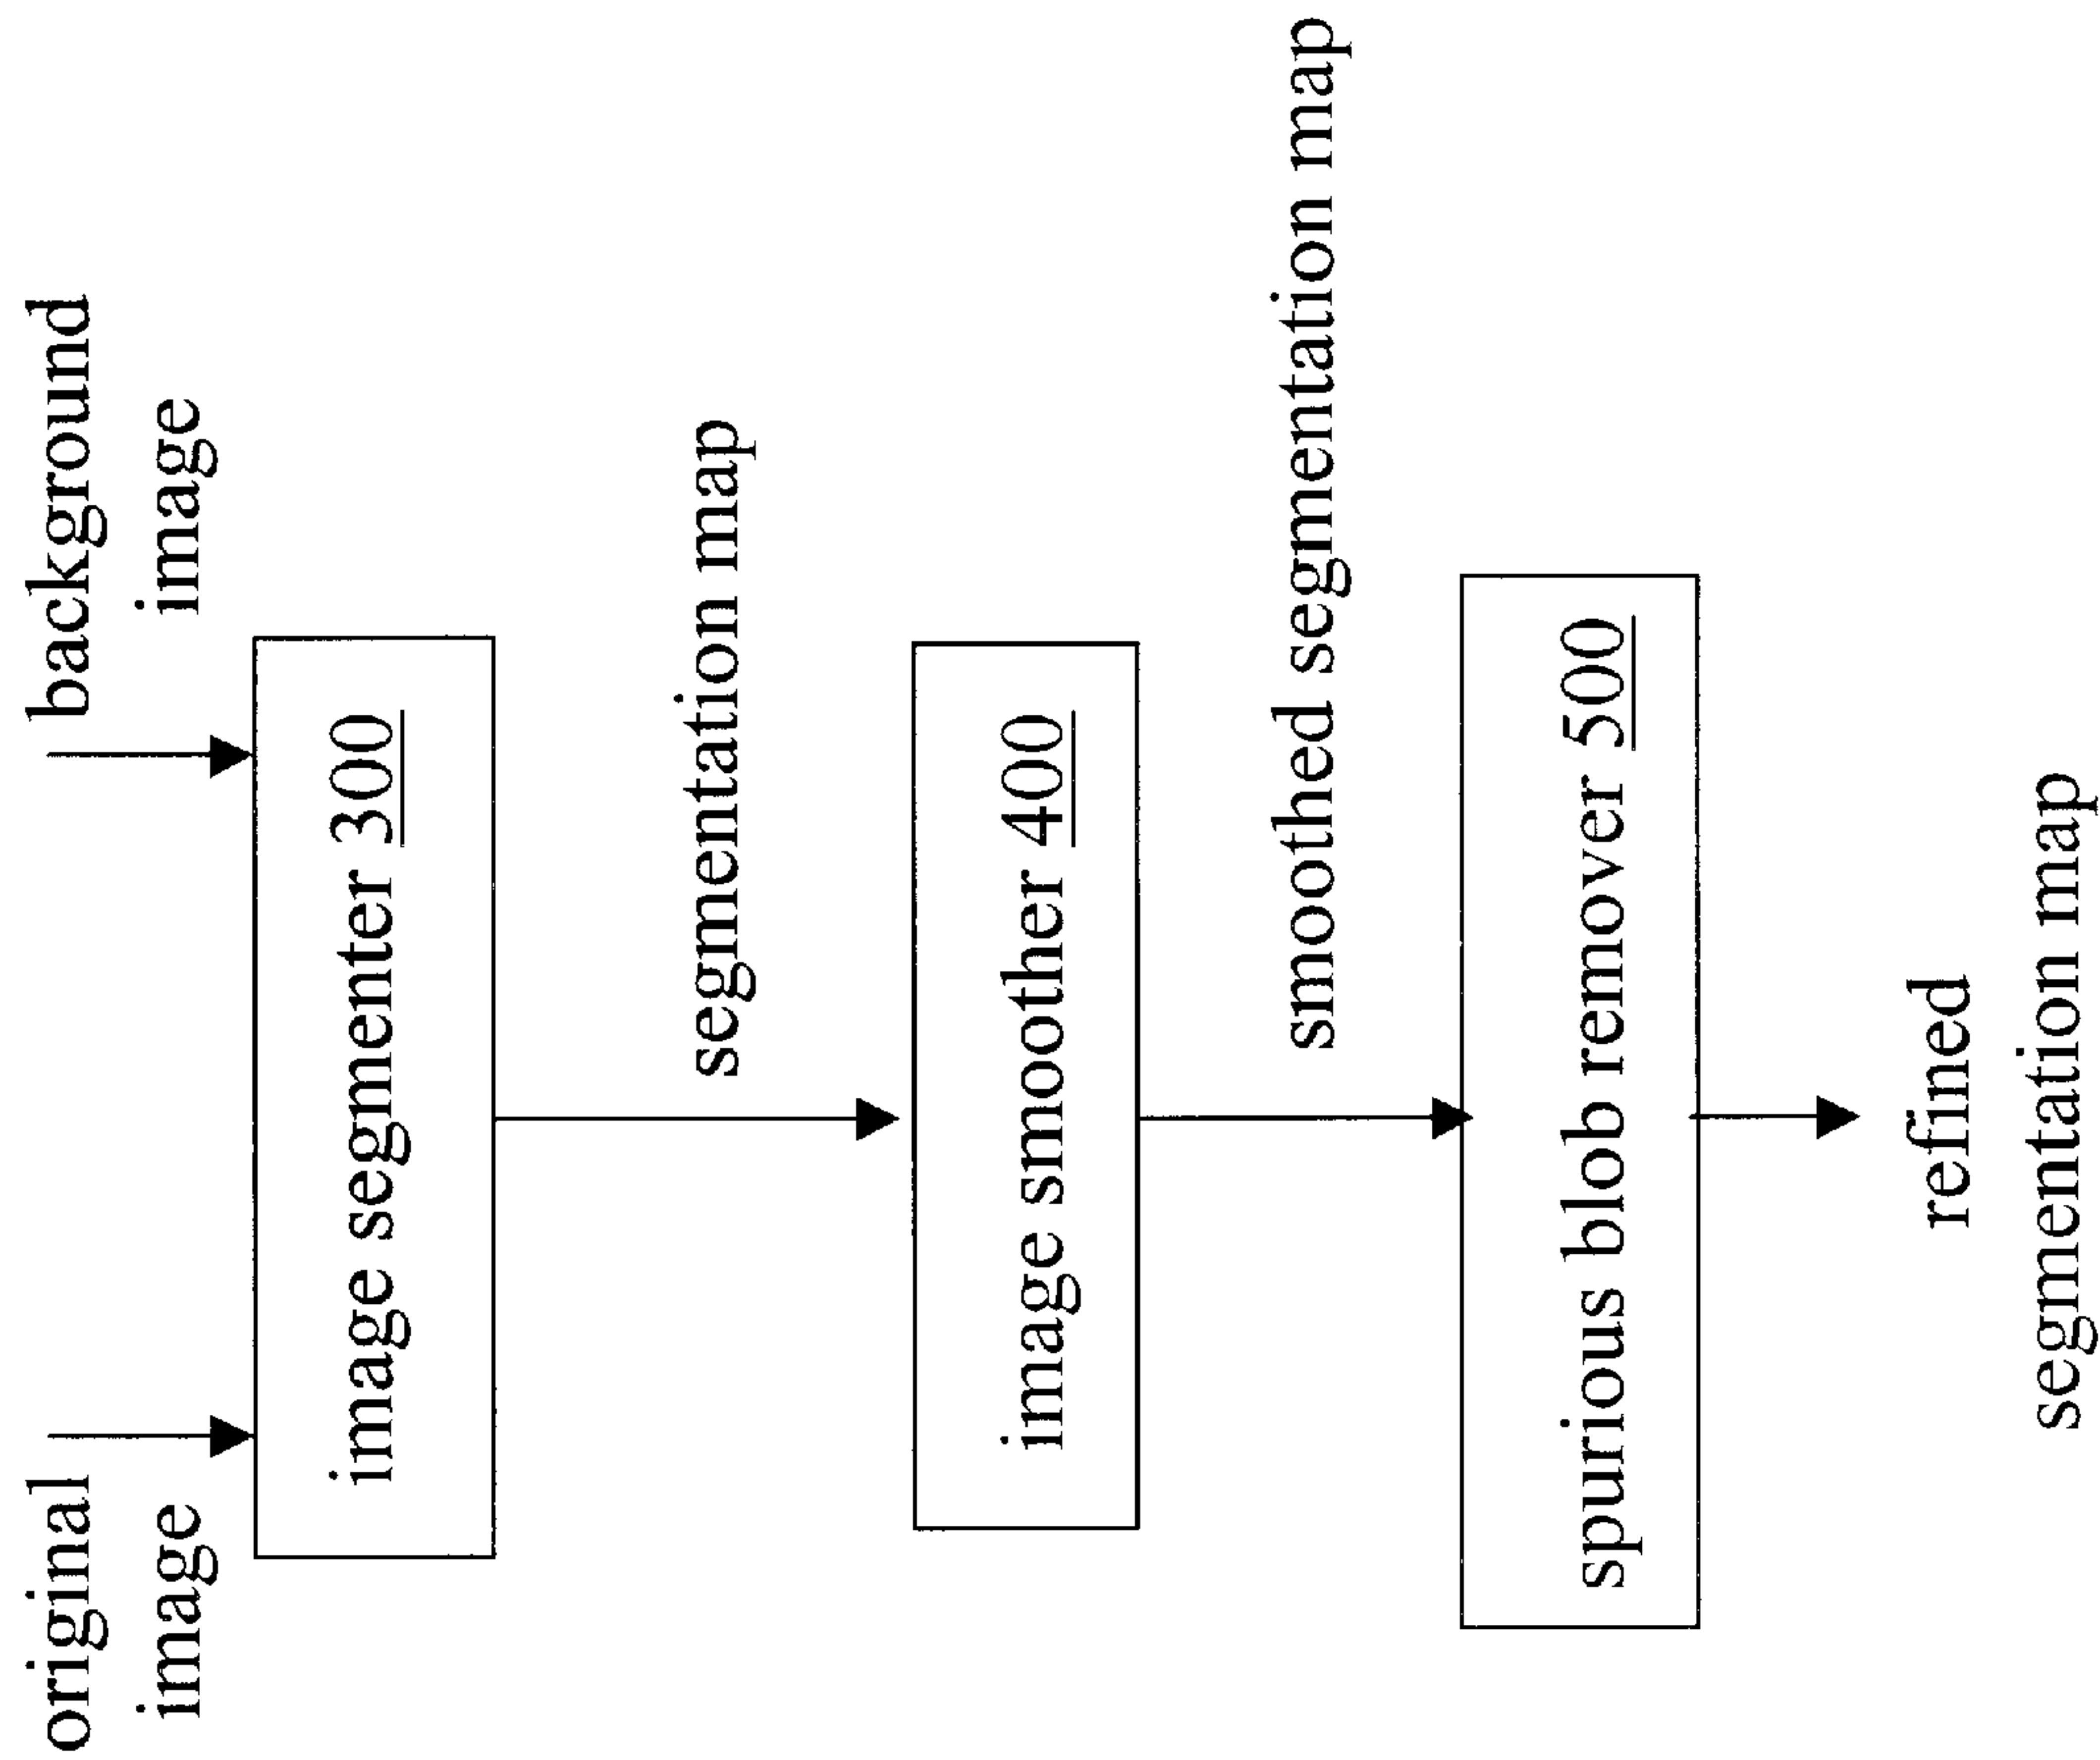 original
image
background
image
image segmenter 300
segmentation map
image smoother 400
smoothed segmentation map
spurious blob remover 500
refined
segmentation map